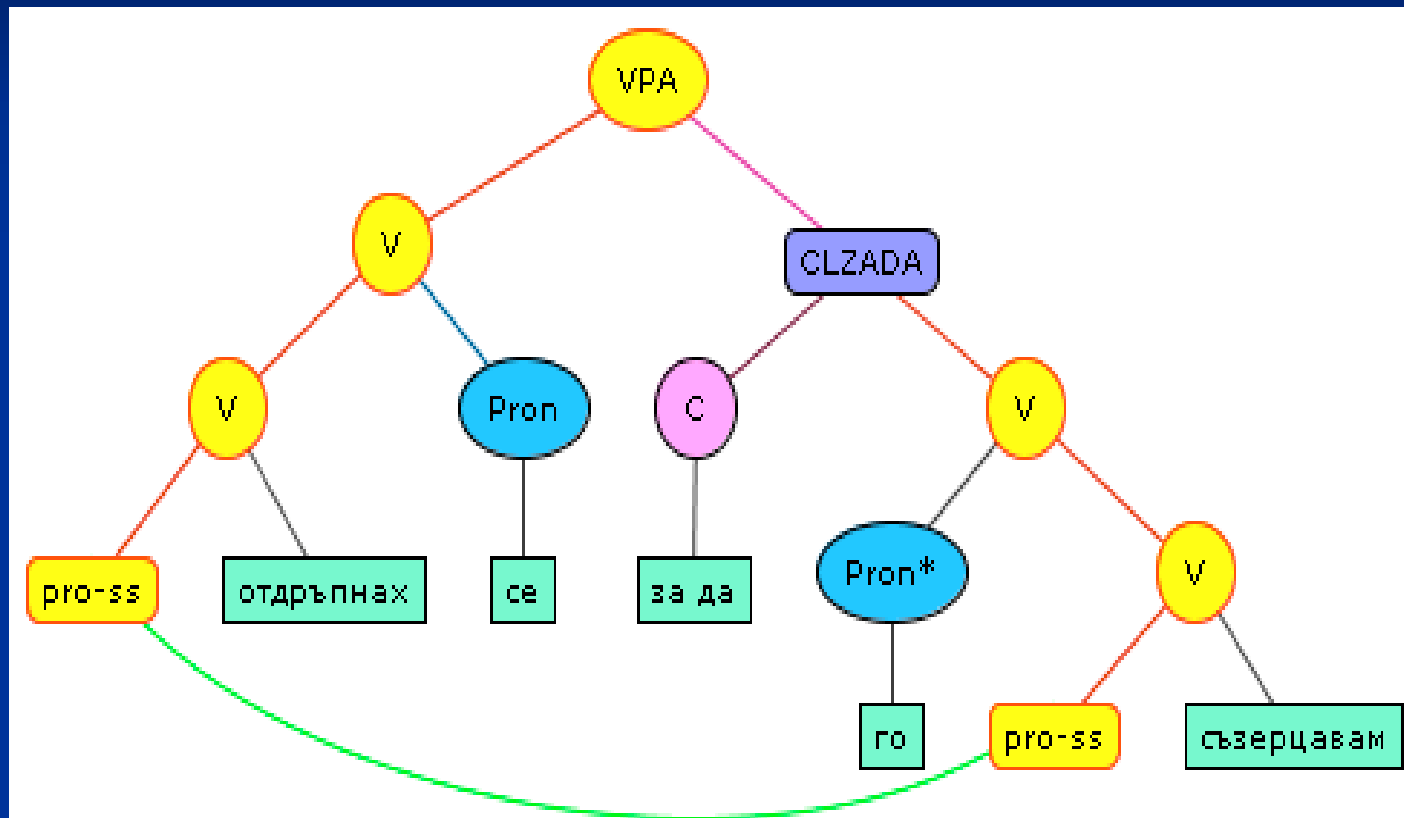 VPA
V
CLZADA
V
Pron
C
V
pro-ss
отдръпнах
се
за да
Pron*
V
го
pro-ss
съзерцавам